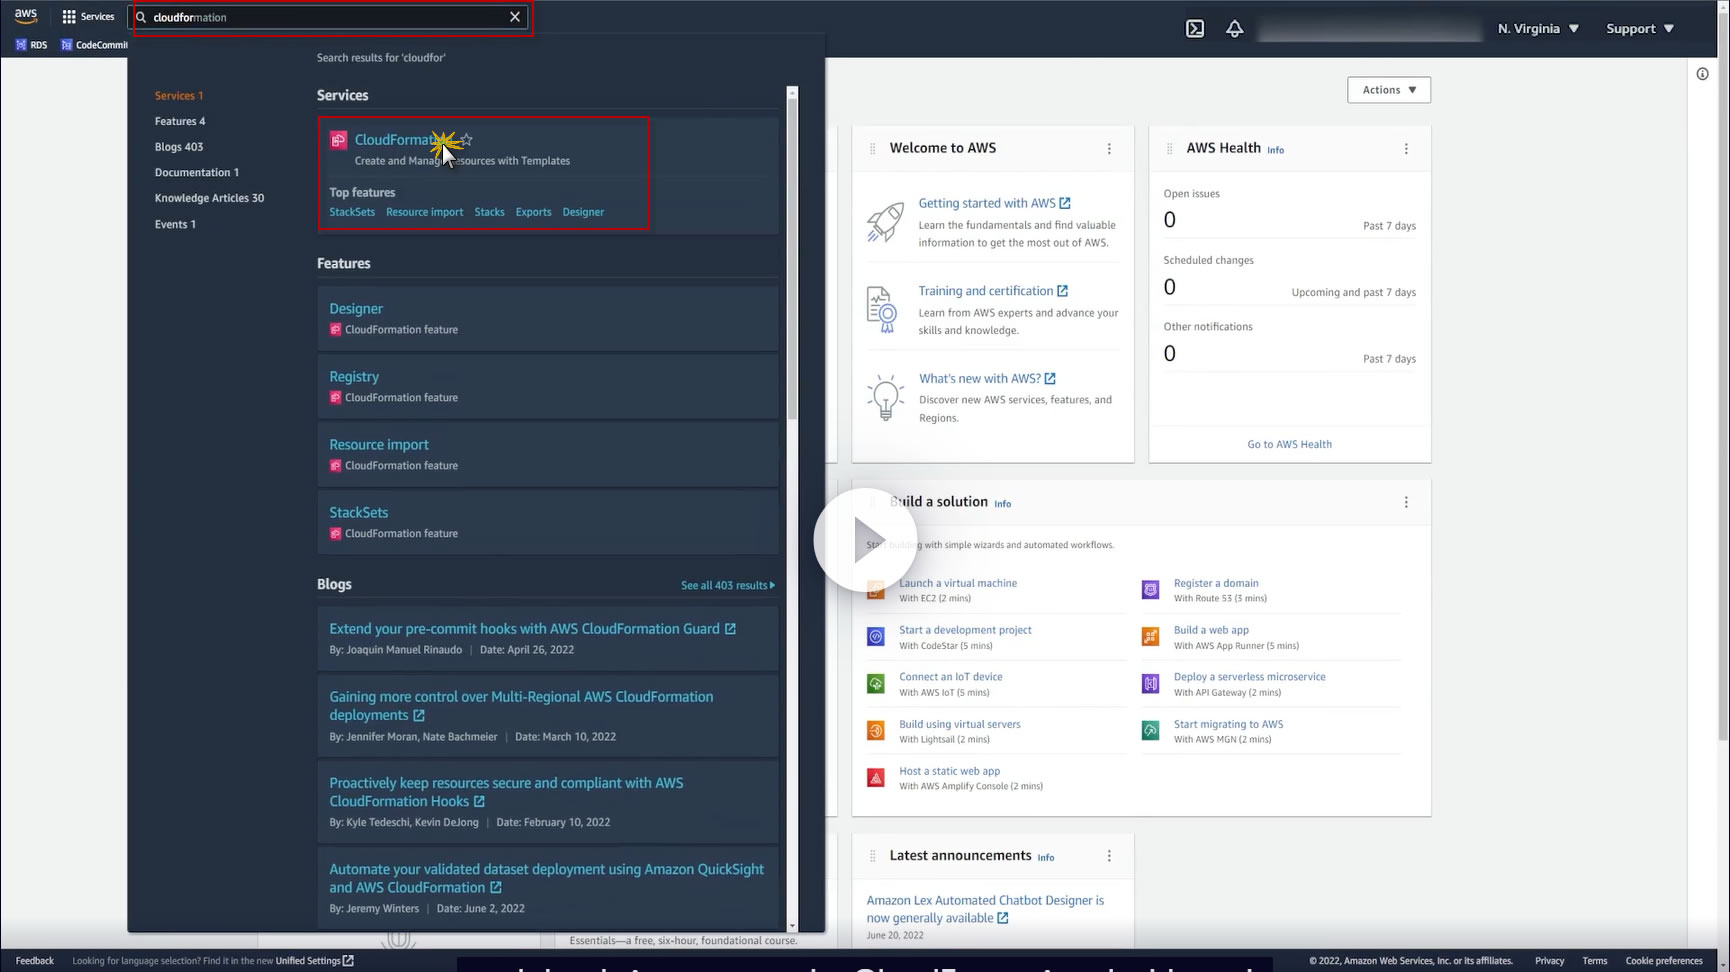 aws
Services
cloudformation
N. Virginia
Support
RDS
CodeCommit
Search results for 'cloudfor'
Services 1
Features 4
Blogs 403
Documentation 1
Knowledge Articles 30
Events 1
Services
CloudFormation
Create and Manage Resources with Templates
Top features
StackSets Resource import Stacks Exports Designer
Features
Designer
CloudFormation feature
Registry
CloudFormation feature
Resource import
CloudFormation feature
StackSets
CloudFormation feature
Blogs
See all 403 results
Extend your pre-commit hooks with AWS CloudFormation Guard
By: Joaquin Manuel Rinaudo | Date: April 26, 2022
Gaining more control over Multi-Regional AWS CloudFormation
deployments
By: Jennifer Moran, Nate Bachmeier | Date: March 10, 2022
Proactively keep resources secure and compliant with AWS
CloudFormation Hooks
By: Kyle Tedeschi, Kevin DeJong | Date: February 10, 2022
Automate your validated dataset deployment using Amazon QuickSight
and AWS CloudFormation
By: Jeremy Winters | Date: June 2, 2022
Essentials—a free, six-hour, foundational course.
Actions
Welcome to AWS
Getting started with AWS
Learn the fundamentals and find valuable
information to get the most out of AWS.
Training and certification
Learn from AWS experts and advance your
skills and knowledge.
What's new with AWS?
Discover new AWS services, features, and
Regions.
AWS Health Info
Open issues
0
Past 7 days
Scheduled changes
0
Upcoming and past 7 days
Other notifications
0
Past 7 days
Go to AWS Health
Build a solution Info
Start building with simple wizards and automated workflows.
Launch a virtual machine
With EC2 (2 mins)
Register a domain
With Route 53 (3 mins)
Start a development project
With CodeStar (5 mins)
Build a web app
With AWS App Runner (5 mins)
Connect an IoT device
With AWS IoT (5 mins)
Deploy a serverless microservice
With API Gateway (2 mins)
Build using virtual servers
With Lightsail (2 mins)
Start migrating to AWS
With AWS MGN (2 mins)
Host a static web app
With AWS Amplify Console (2 mins)
Latest announcements Info
Amazon Lex Automated Chatbot Designer is
now generally available
June 20, 2022
Feedback
Looking for language selection? Find it in the new Unified Settings
© 2022, Amazon Web Services, Inc. or its affiliates.
Privacy
Terms
Cookie preferences